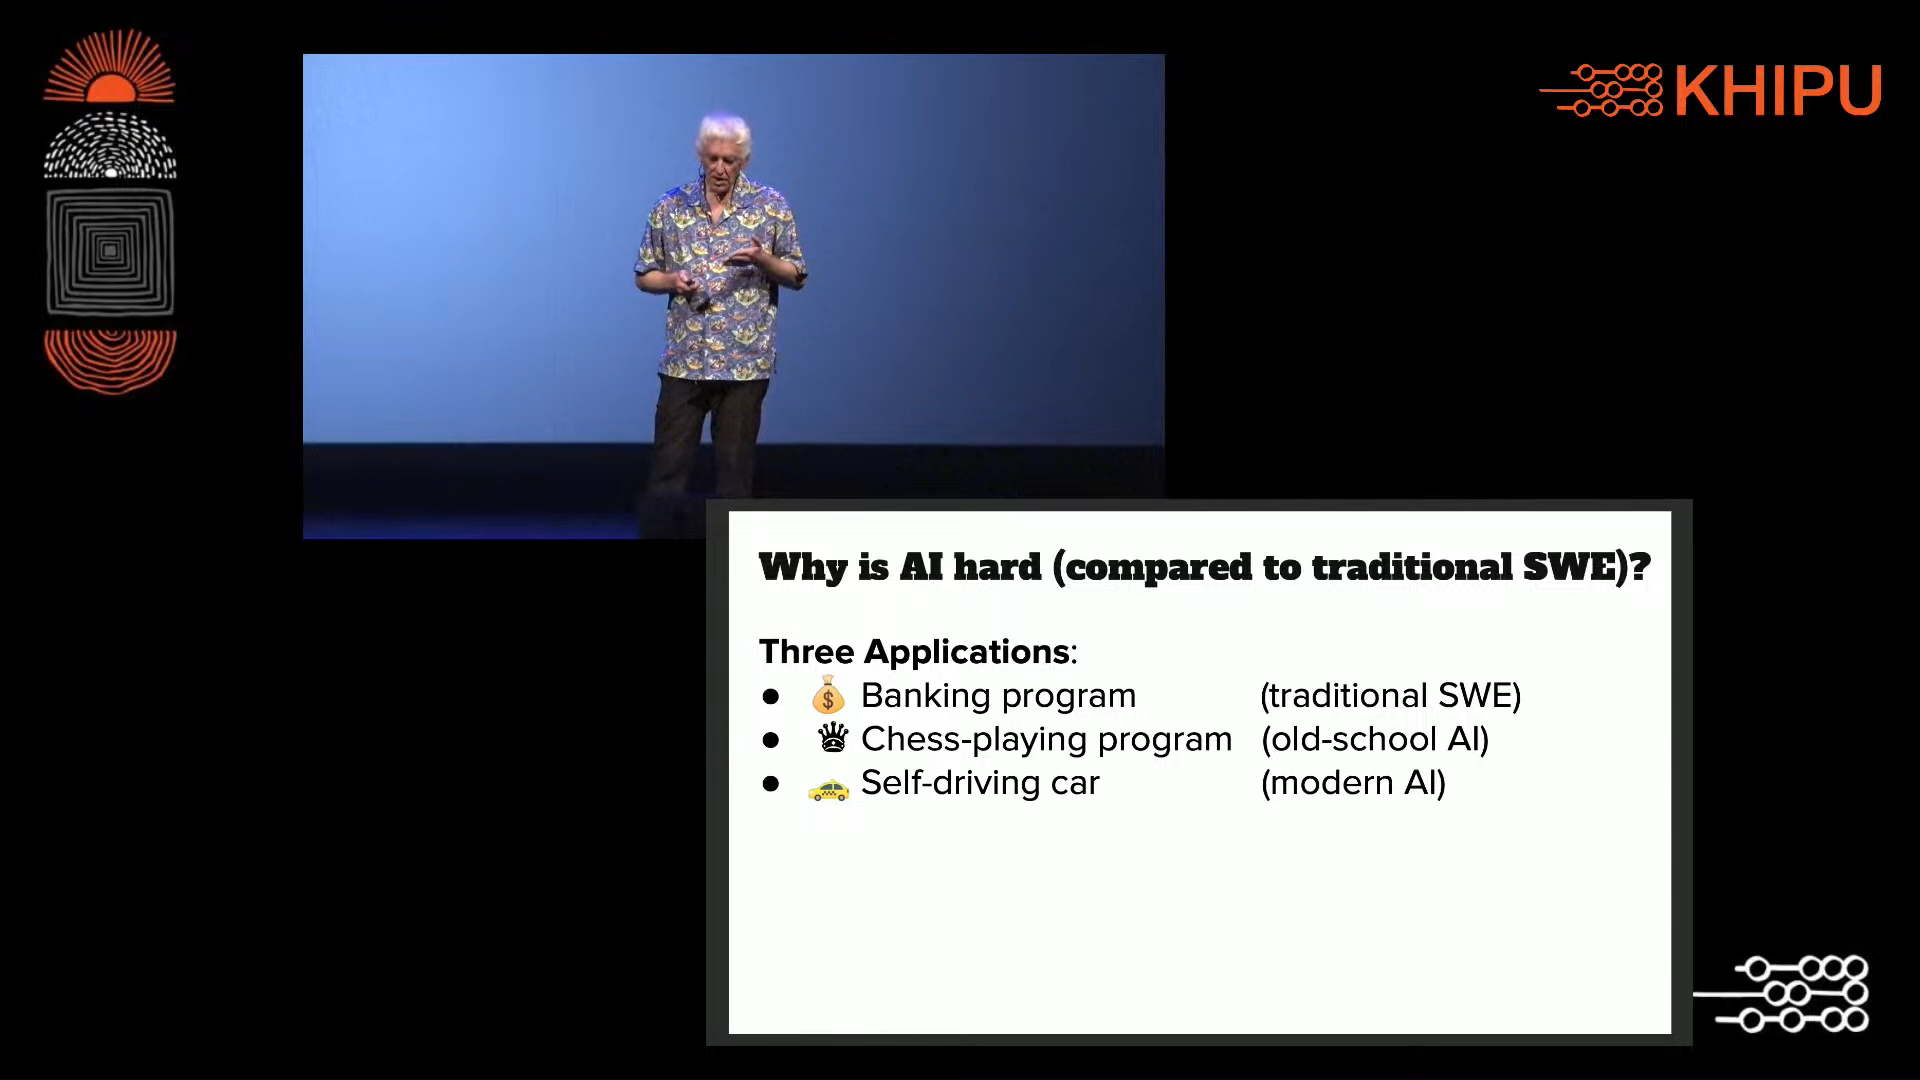 KHIPU
Why is AI hard (compared to traditional SWE)?
Three Applications:
● 💰 Banking program (traditional SWE)
● ♛ Chess-playing program (old-school AI)
● 🚕 Self-driving car (modern AI)